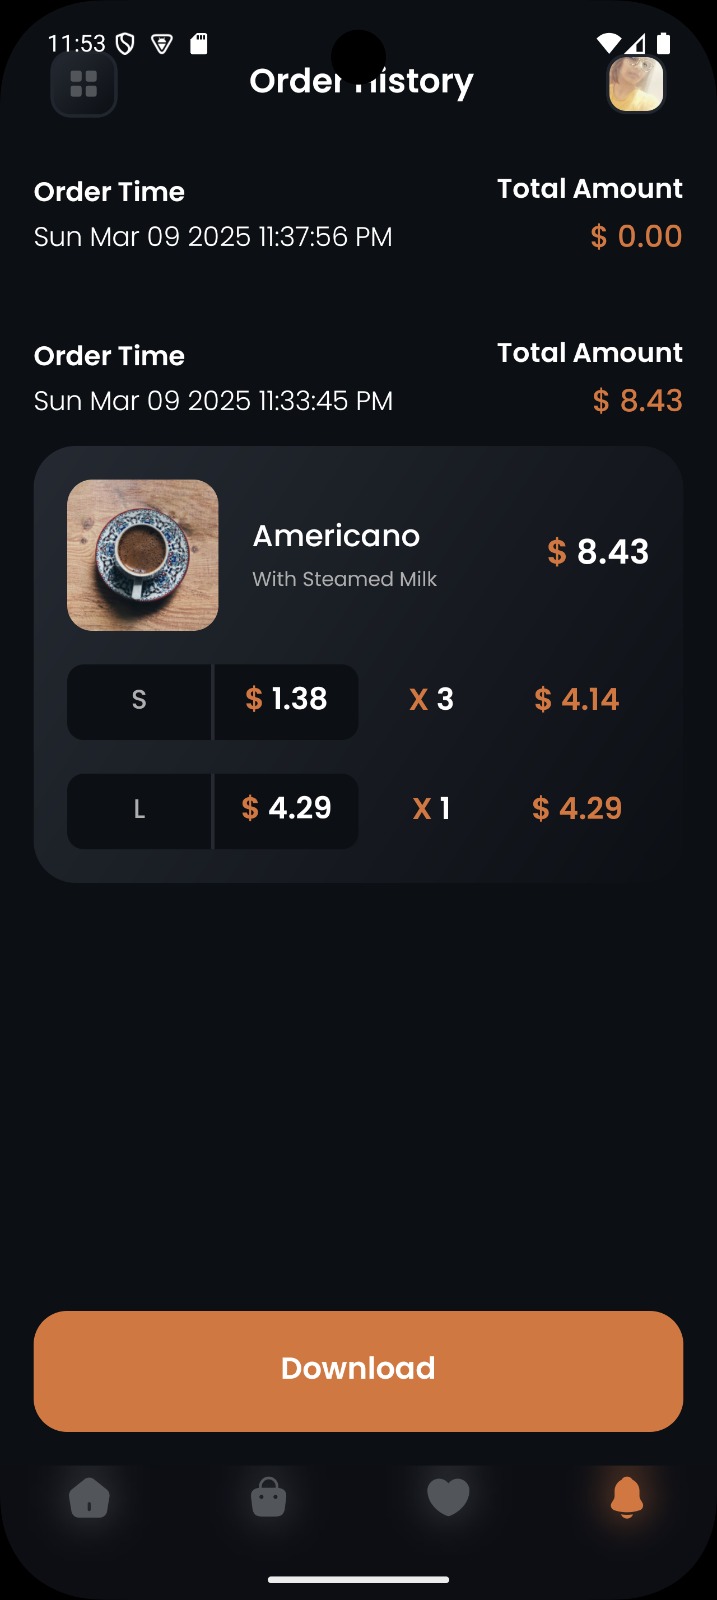 11:53
Order History
Order Time Total Amount
Sun Mar 09 2025 11:37:56 PM $ 0.00
Order Time Total Amount
Sun Mar 09 2025 11:33:45 PM $ 8.43
Americano
$ 8.43
With Steamed Milk
S $ 1.38 X 3 $ 4.14
L $ 4.29 X 1 $ 4.29
Download